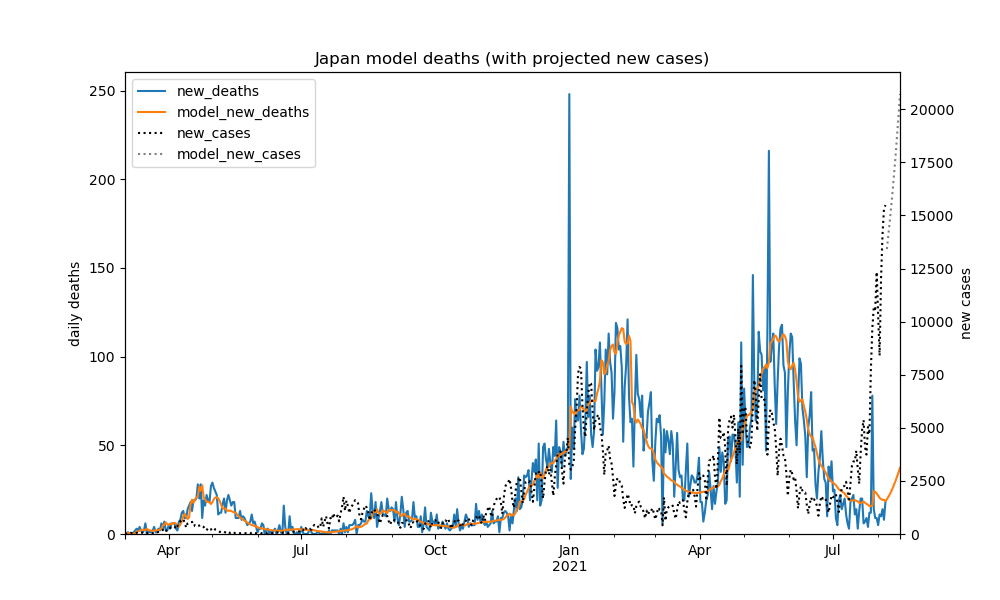 Japan model deaths (with projected new cases)
new_deaths
model_new_deaths
new_cases
model_new_cases
250
200
150
100
50
0
daily deaths
20000
17500
15000
12500
10000
7500
5000
2500
0
new cases
Apr
Jul
Oct
Jan
2021
Apr
Jul